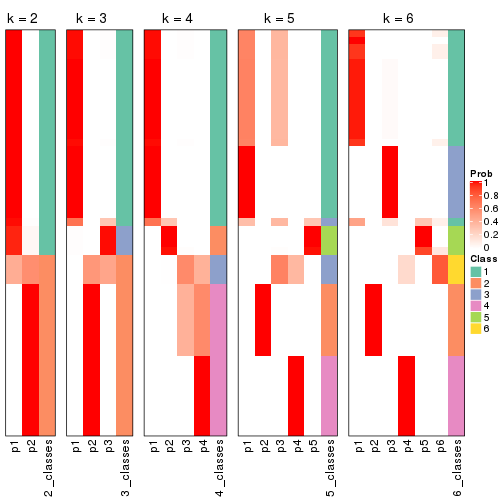 k = 2
k = 3
k = 4
k = 5
k = 6
p1
p2
2_classes
p1
p2
p3
3_classes
p1
p2
p3
p4
4_classes
p1
p2
p3
p4
p5
5_classes
p1
p2
p3
p4
p5
p6
6_classes
Prob
1
0.8
0.6
0.4
0.2
0
Class
1
2
3
4
5
6